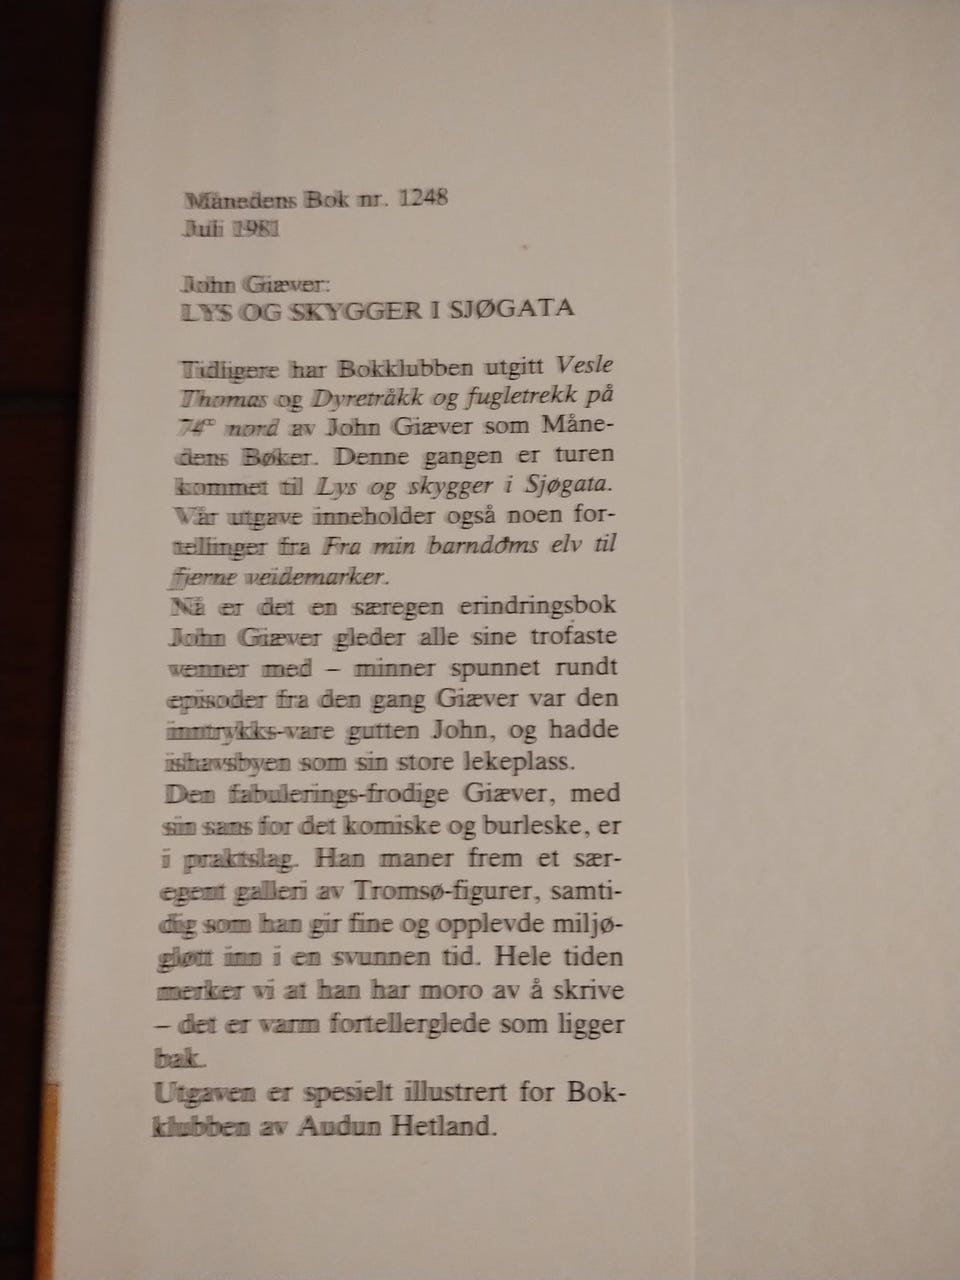 Månedens Bok nr. 1248
Juli 1981
John Giæver:
LYS OG SKYGGER I SJØGATA
Tidligere har Bokklubben utgitt Vesle
Thomas og Dyretråkk og fugletrekk på
74° nord av John Giæver som Måne-
dens Bøker. Denne gangen er turen
kommet til Lys og skygger i Sjøgata.
Vår utgave inneholder også noen for-
tellinger fra Fra min barndoms elv til
fjerne veidemarker.
Nå er det en særegen erindringsbok
John Giæver gleder alle sine trofaste
venner med – minner spunnet rundt
episoder fra den gang Giæver var den
inntrykks-vare gutten John, og hadde
ishavsbyen som sin store lekeplass.
Den fabulerings-frodige Giæver, med
sin sans for det komiske og burleske, er
i praktslag. Han maner frem et sær-
egent galleri av Tromsø-figurer, samti-
dig som han gir fine og opplevde miljø-
gløtt inn i en svunnen tid. Hele tiden
merker vi at han har moro av å skrive
– det er varm fortellerglede som ligger
bak.
Utgaven er spesielt illustrert for Bok-
klubben av Audun Hetland.